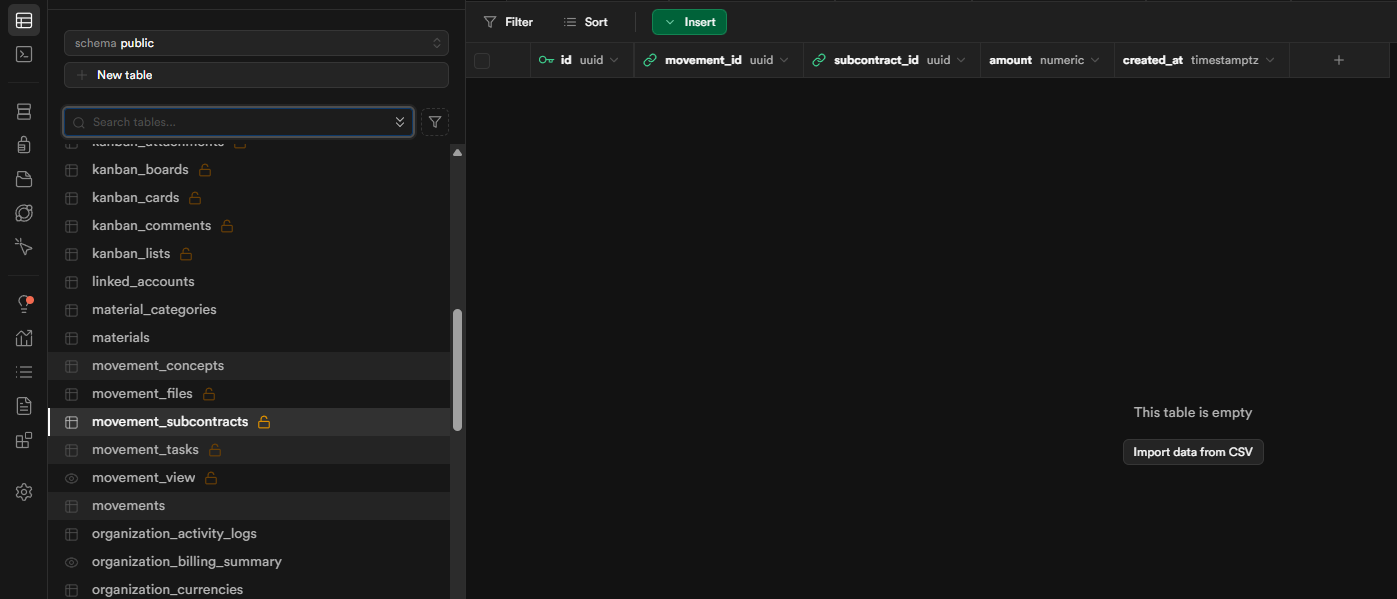 schema public
New table
Search tables...
kanban_attachments
kanban_boards
kanban_cards
kanban_comments
kanban_lists
linked_accounts
material_categories
materials
movement_concepts
movement_files
movement_subcontracts
movement_tasks
movement_view
movements
organization_activity_logs
organization_billing_summary
organization_currencies
Filter Sort Insert
id uuid movement_id uuid subcontract_id uuid amount numeric created_at timestamptz
This table is empty
Import data from CSV